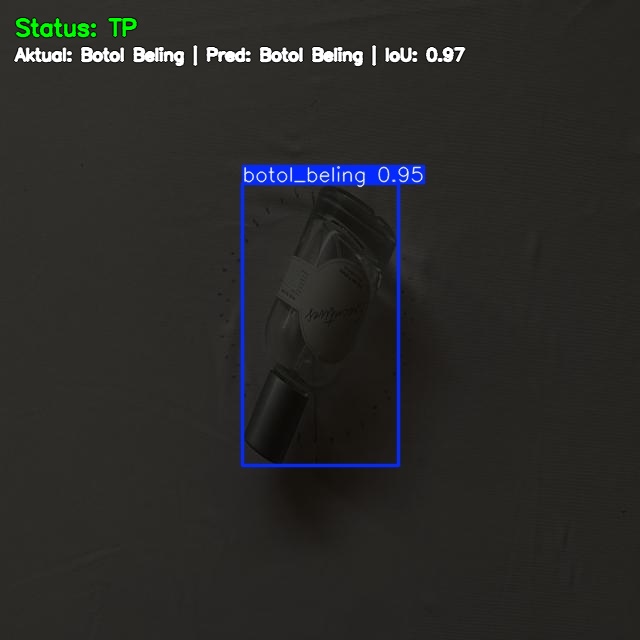 Status: TP
Aktual: Botol Beling | Pred: Botol Beling | IoU: 0.97
botol_beling 0.95